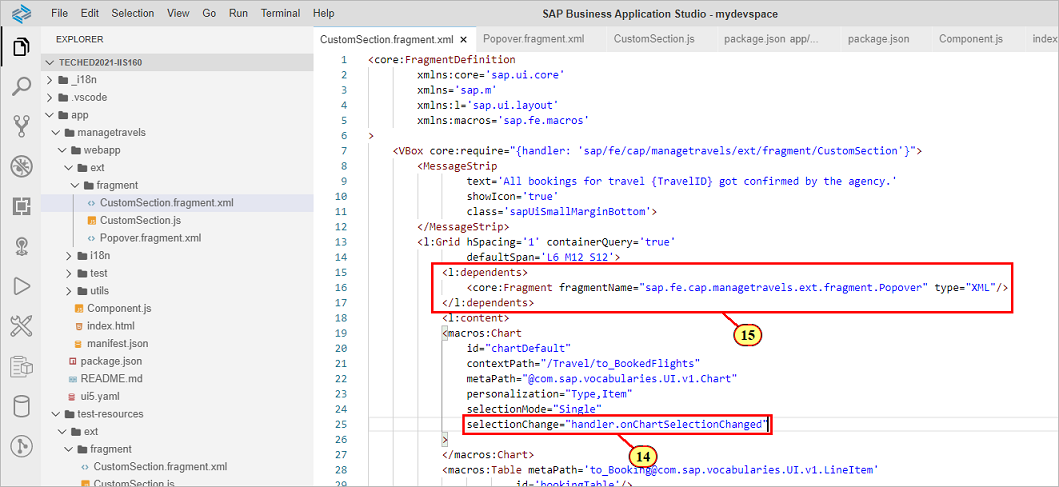 File Edit Selection View Go Run Terminal Help SAP Business Application Studio - mydevspace
EXPLORER
TECHED2021-IIS160
_i18n
.vscode
app
managetravels
webapp
ext
fragment
CustomSection.fragment.xml
CustomSection.js
Popover.fragment.xml
i18n
test
utils
Component.js
index.html
manifest.json
package.json
README.md
ui5.yaml
test-resources
ext
fragment
CustomSection.fragment.xml
CustomSection.js
CustomSection.fragment.xml × Popover.fragment.xml CustomSection.js package.json app/... package.json Component.js index
1 <core:FragmentDefinition
2 xmlns:core='sap.ui.core'
3 xmlns='sap.m'
4 xmlns:l='sap.ui.layout'
5 xmlns:macros='sap.fe.macros'
6 >
7 <VBox core:require="{handler: 'sap/fe/cap/managetravels/ext/fragment/CustomSection'}">
8 <MessageStrip
9 text='All bookings for travel {TravelID} got confirmed by the agency.'
10 showIcon='true'
11 class='sapUiSmallMarginBottom'>
12 </MessageStrip>
13 <l:Grid hSpacing='1' containerQuery='true'
14 defaultSpan='L6 M12 S12'>
15 <l:dependents>
16 <core:Fragment fragmentName="sap.fe.cap.managetravels.ext.fragment.Popover" type="XML"/>
17 </l:dependents>
18 <l:content>
15
19 <macros:Chart
20 id="chartDefault"
21 contextPath="/Travel/to_BookedFlights"
22 metaPath="@com.sap.vocabularies.UI.v1.Chart"
23 personalization="Type,Item"
24 selectionMode="Single"
25 selectionChange="handler.onChartSelectionChanged"
26 >
27 </macros:Chart>
14
28 <macros:Table metaPath='to_Booking@com.sap.vocabularies.UI.v1.LineItem'
29 id='bookingTable'/>